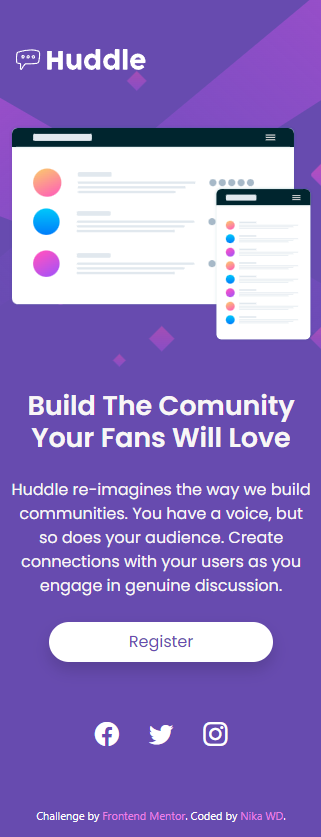 Huddle
Build The Comunity
Your Fans Will Love
Huddle re-imagines the way we build
communities. You have a voice, but
so does your audience. Create
connections with your users as you
engage in genuine discussion.
Register
Challenge by Frontend Mentor. Coded by Nika WD.